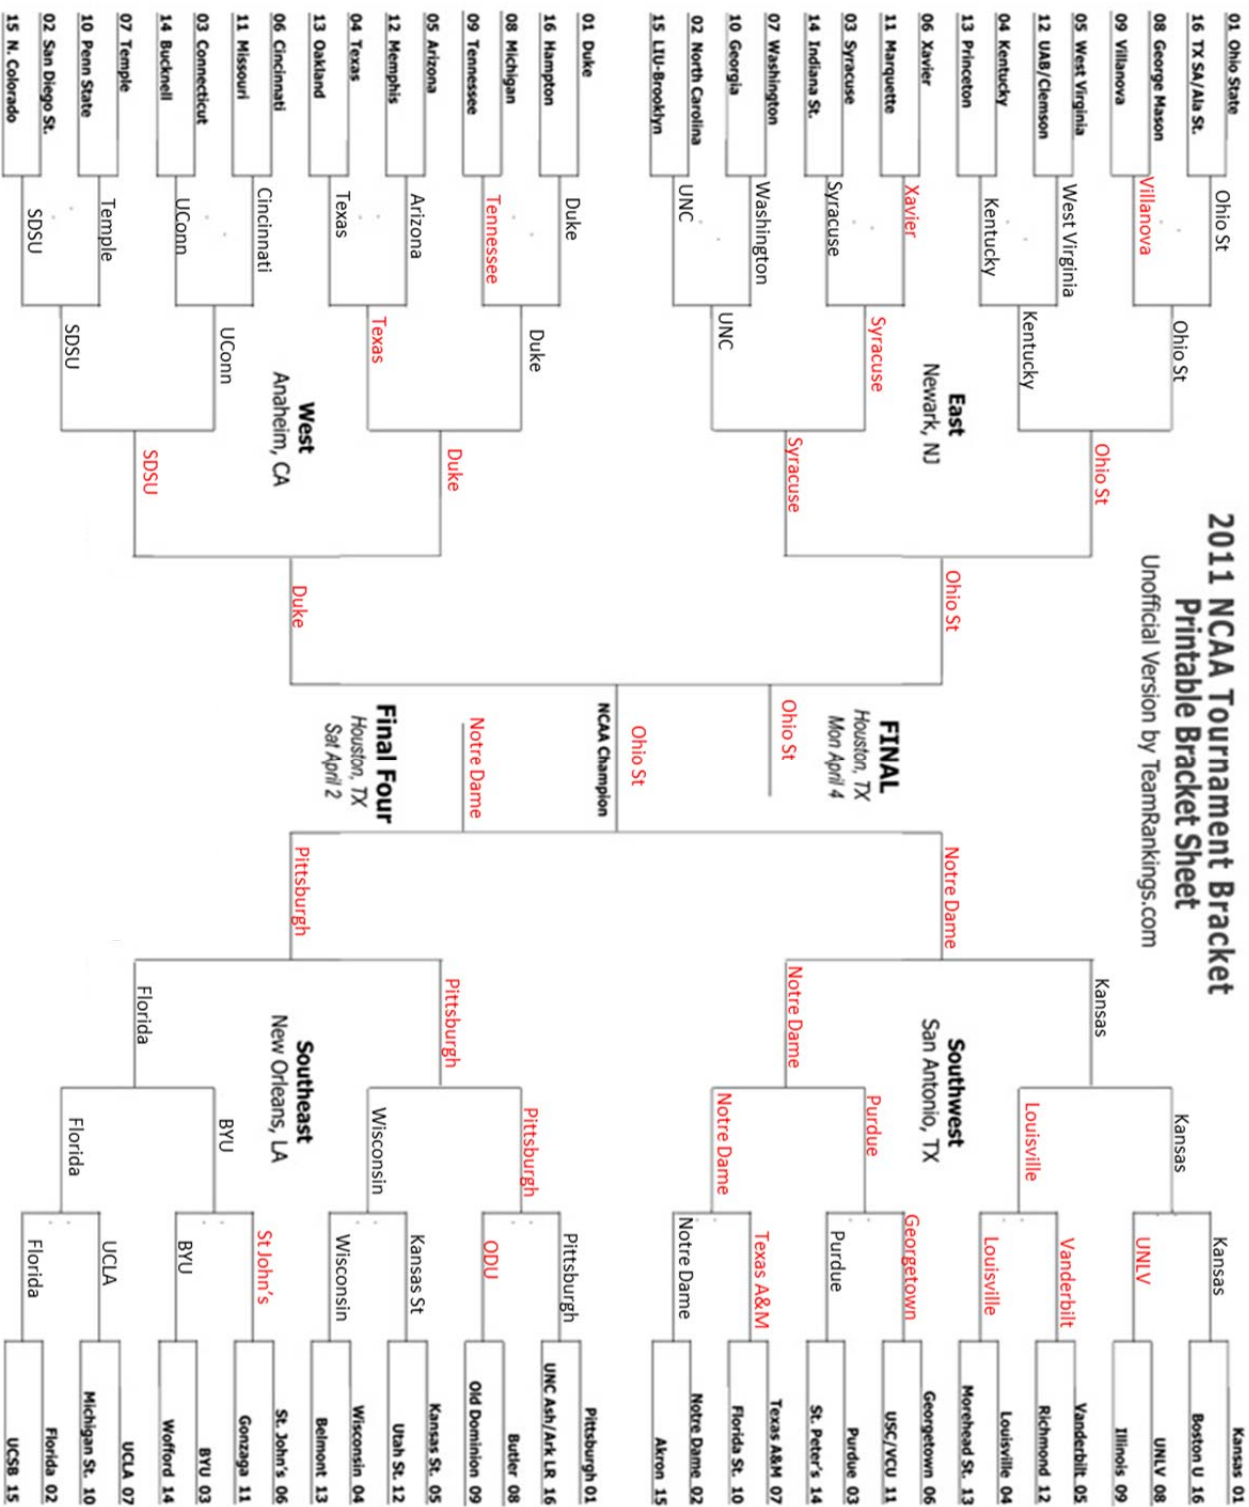 2011 NCAA Tournament Bracket
Printable Bracket Sheet
Unofficial Version by TeamRankings.com
01 Ohio State
16 TX SA/Ala St.
08 George Mason
09 Villanova
05 West Virginia
12 UAB/Clemson
04 Kentucky
13 Princeton
06 Xavier
11 Marquette
03 Syracuse
14 Indiana St.
07 Washington
10 Georgia
02 North Carolina
15 LIU-Brooklyn
Ohio St
Villanova
West Virginia
Kentucky
Xavier
Syracuse
Washington
UNC
Ohio St
Kentucky
Syracuse
UNC
East
Newark, NJ
Ohio St
Syracuse
Ohio St
01 Duke
16 Hampton
08 Michigan
09 Tennessee
05 Arizona
12 Memphis
04 Texas
13 Oakland
06 Cincinnati
11 Missouri
03 Connecticut
14 Bucknell
07 Temple
10 Penn State
02 San Diego St.
15 N. Colorado
Duke
Tennessee
Arizona
Texas
Cincinnati
UConn
Temple
SDSU
Duke
Texas
UConn
SDSU
West
Anaheim, CA
Duke
SDSU
Duke
FINAL
Houston, TX
Mon April 4
Ohio St
Ohio St
NCAA Champion
Notre Dame
Final Four
Houston, TX
Sat April 2
Notre Dame
Kansas
Notre Dame
Southwest
San Antonio, TX
Kansas
Louisville
Purdue
Notre Dame
Kansas
UNLV
Vanderbilt
Louisville
Georgetown
Purdue
Texas A&M
Notre Dame
Kansas 01
Boston U 16
UNLV 08
Illinois 09
Vanderbilt 05
Richmond 12
Louisville 04
Morehead St. 13
Georgetown 06
USC/VCU 11
Purdue 03
St. Peter's 14
Texas A&M 07
Florida St. 10
Notre Dame 02
Akron 15
Pittsburgh
Pittsburgh
Florida
Southeast
New Orleans, LA
Pittsburgh
Wisconsin
BYU
Florida
Pittsburgh
ODU
Kansas St
Wisconsin
St John's
BYU
UCLA
Florida
Pittsburgh 01
UNC Ash/Ark LR 16
Butler 08
Old Dominion 09
Kansas St. 05
Utah St. 12
Wisconsin 04
Belmont 13
St. John's 06
Gonzaga 11
BYU 03
Wofford 14
UCLA 07
Michigan St. 10
Florida 02
UCSB 15